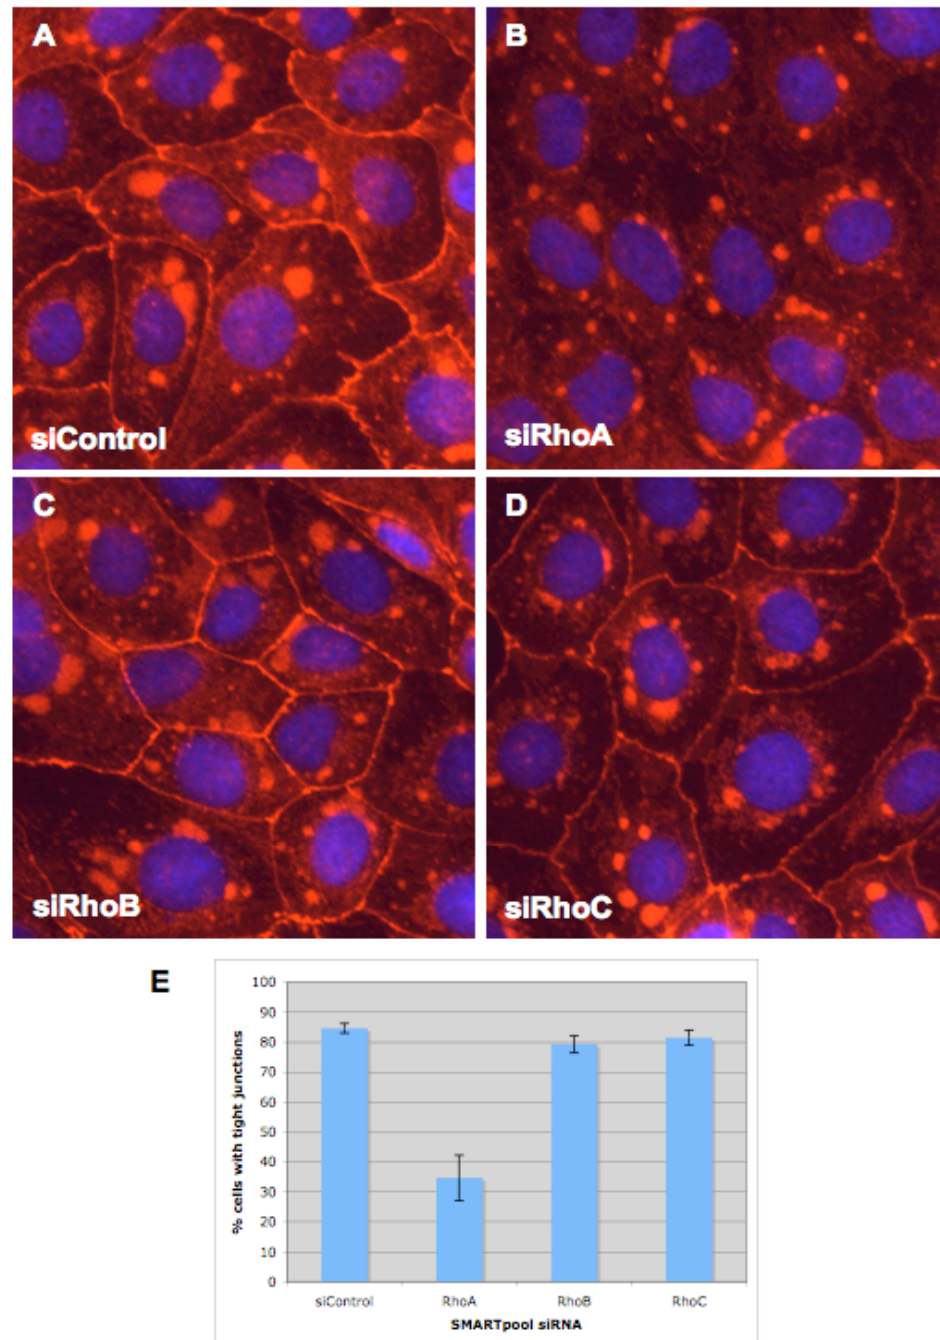 A
siControl
B
siRhoA
C
siRhoB
D
siRhoC
E
100
90
80
70
60
50
40
30
20
10
0
% cells with tight junctions
siControl RhoA RhoB RhoC
SMARTpool siRNA